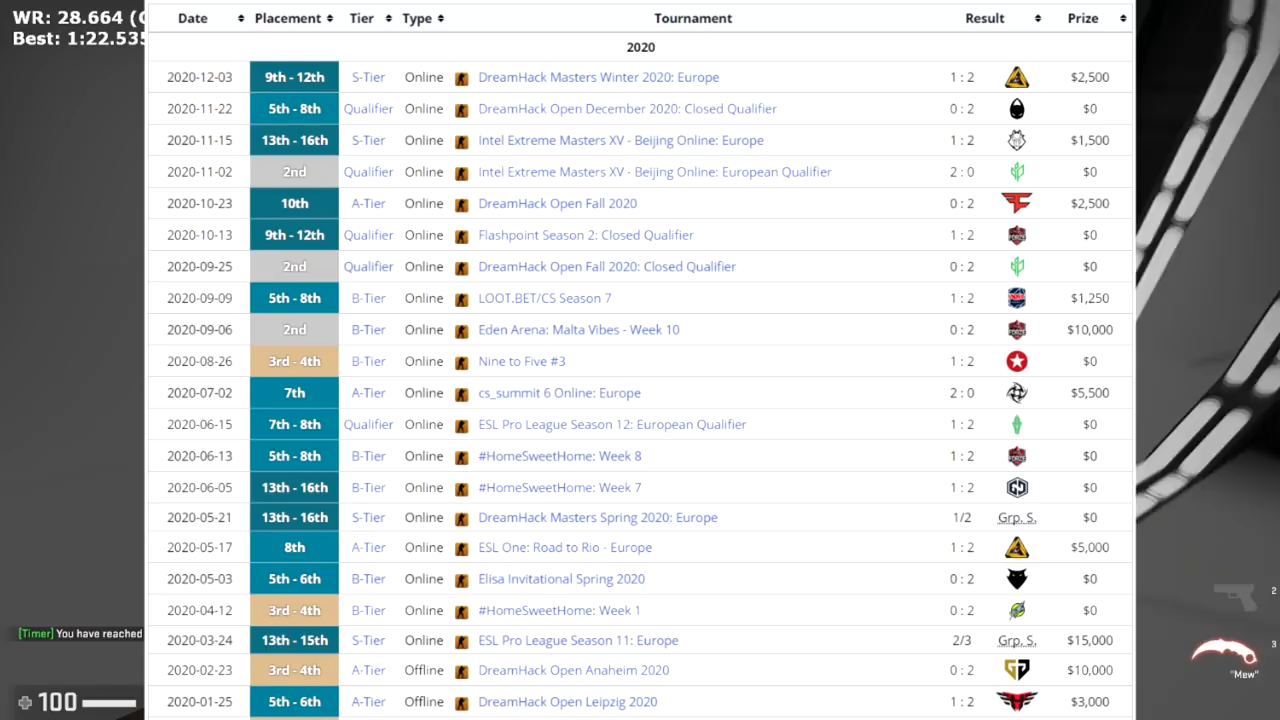 WR: 28.664 (
Best: 1:22.535
Date Placement Tier Type Tournament Result Prize
2020
2020-12-03 9th - 12th S-Tier Online DreamHack Masters Winter 2020: Europe 1 : 2 $2,500
2020-11-22 5th - 8th Qualifier Online DreamHack Open December 2020: Closed Qualifier 0 : 2 $0
2020-11-15 13th - 16th S-Tier Online Intel Extreme Masters XV - Beijing Online: Europe 1 : 2 $1,500
2020-11-02 2nd Qualifier Online Intel Extreme Masters XV - Beijing Online: European Qualifier 2 : 0 $0
2020-10-23 10th A-Tier Online DreamHack Open Fall 2020 0 : 2 $2,500
2020-10-13 9th - 12th Qualifier Online Flashpoint Season 2: Closed Qualifier 1 : 2 $0
2020-09-25 2nd Qualifier Online DreamHack Open Fall 2020: Closed Qualifier 0 : 2 $0
2020-09-09 5th - 8th B-Tier Online LOOT.BET/CS Season 7 1 : 2 $1,250
2020-09-06 2nd B-Tier Online Eden Arena: Malta Vibes - Week 10 0 : 2 $10,000
2020-08-26 3rd - 4th B-Tier Online Nine to Five #3 1 : 2 $0
2020-07-02 7th A-Tier Online cs_summit 6 Online: Europe 2 : 0 $5,500
2020-06-15 7th - 8th Qualifier Online ESL Pro League Season 12: European Qualifier 1 : 2 $0
2020-06-13 5th - 8th B-Tier Online #HomeSweetHome: Week 8 1 : 2 $0
2020-06-05 13th - 16th B-Tier Online #HomeSweetHome: Week 7 1 : 2 $0
2020-05-21 13th - 16th S-Tier Online DreamHack Masters Spring 2020: Europe 1/2 Grp. S. $0
2020-05-17 8th A-Tier Online ESL One: Road to Rio - Europe 1 : 2 $5,000
2020-05-03 5th - 6th B-Tier Online Elisa Invitational Spring 2020 0 : 2 $0
2020-04-12 3rd - 4th B-Tier Online #HomeSweetHome: Week 1 0 : 2 $0
2020-03-24 13th - 15th S-Tier Online ESL Pro League Season 11: Europe 2/3 Grp. S. $15,000
2020-02-23 3rd - 4th A-Tier Offline DreamHack Open Anaheim 2020 0 : 2 $10,000
2020-01-25 5th - 6th A-Tier Offline DreamHack Open Leipzig 2020 1 : 2 $3,000
2
[Timer] You have reached
3
"Mew"
100